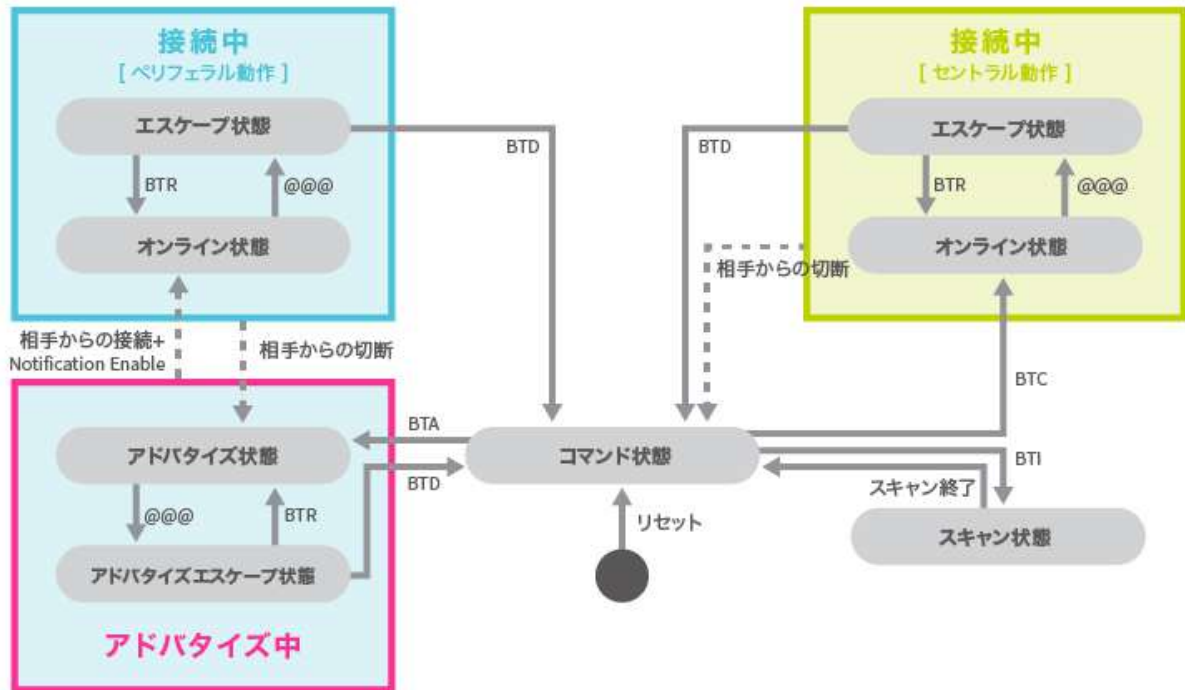 接続中
[ ペリフェラル動作 ]
エスケープ状態
BTR
@@@
オンライン状態
BTD
接続中
[ セントラル動作 ]
エスケープ状態
BTD
BTR
@@@
オンライン状態
相手からの切断
相手からの接続+
Notification Enable
相手からの切断
BTC
BTA
アドバタイズ状態
コマンド状態
BTI
BTD
スキャン終了
@@@
BTR
リセット
スキャン状態
アドバタイズエスケープ状態
アドバタイズ中